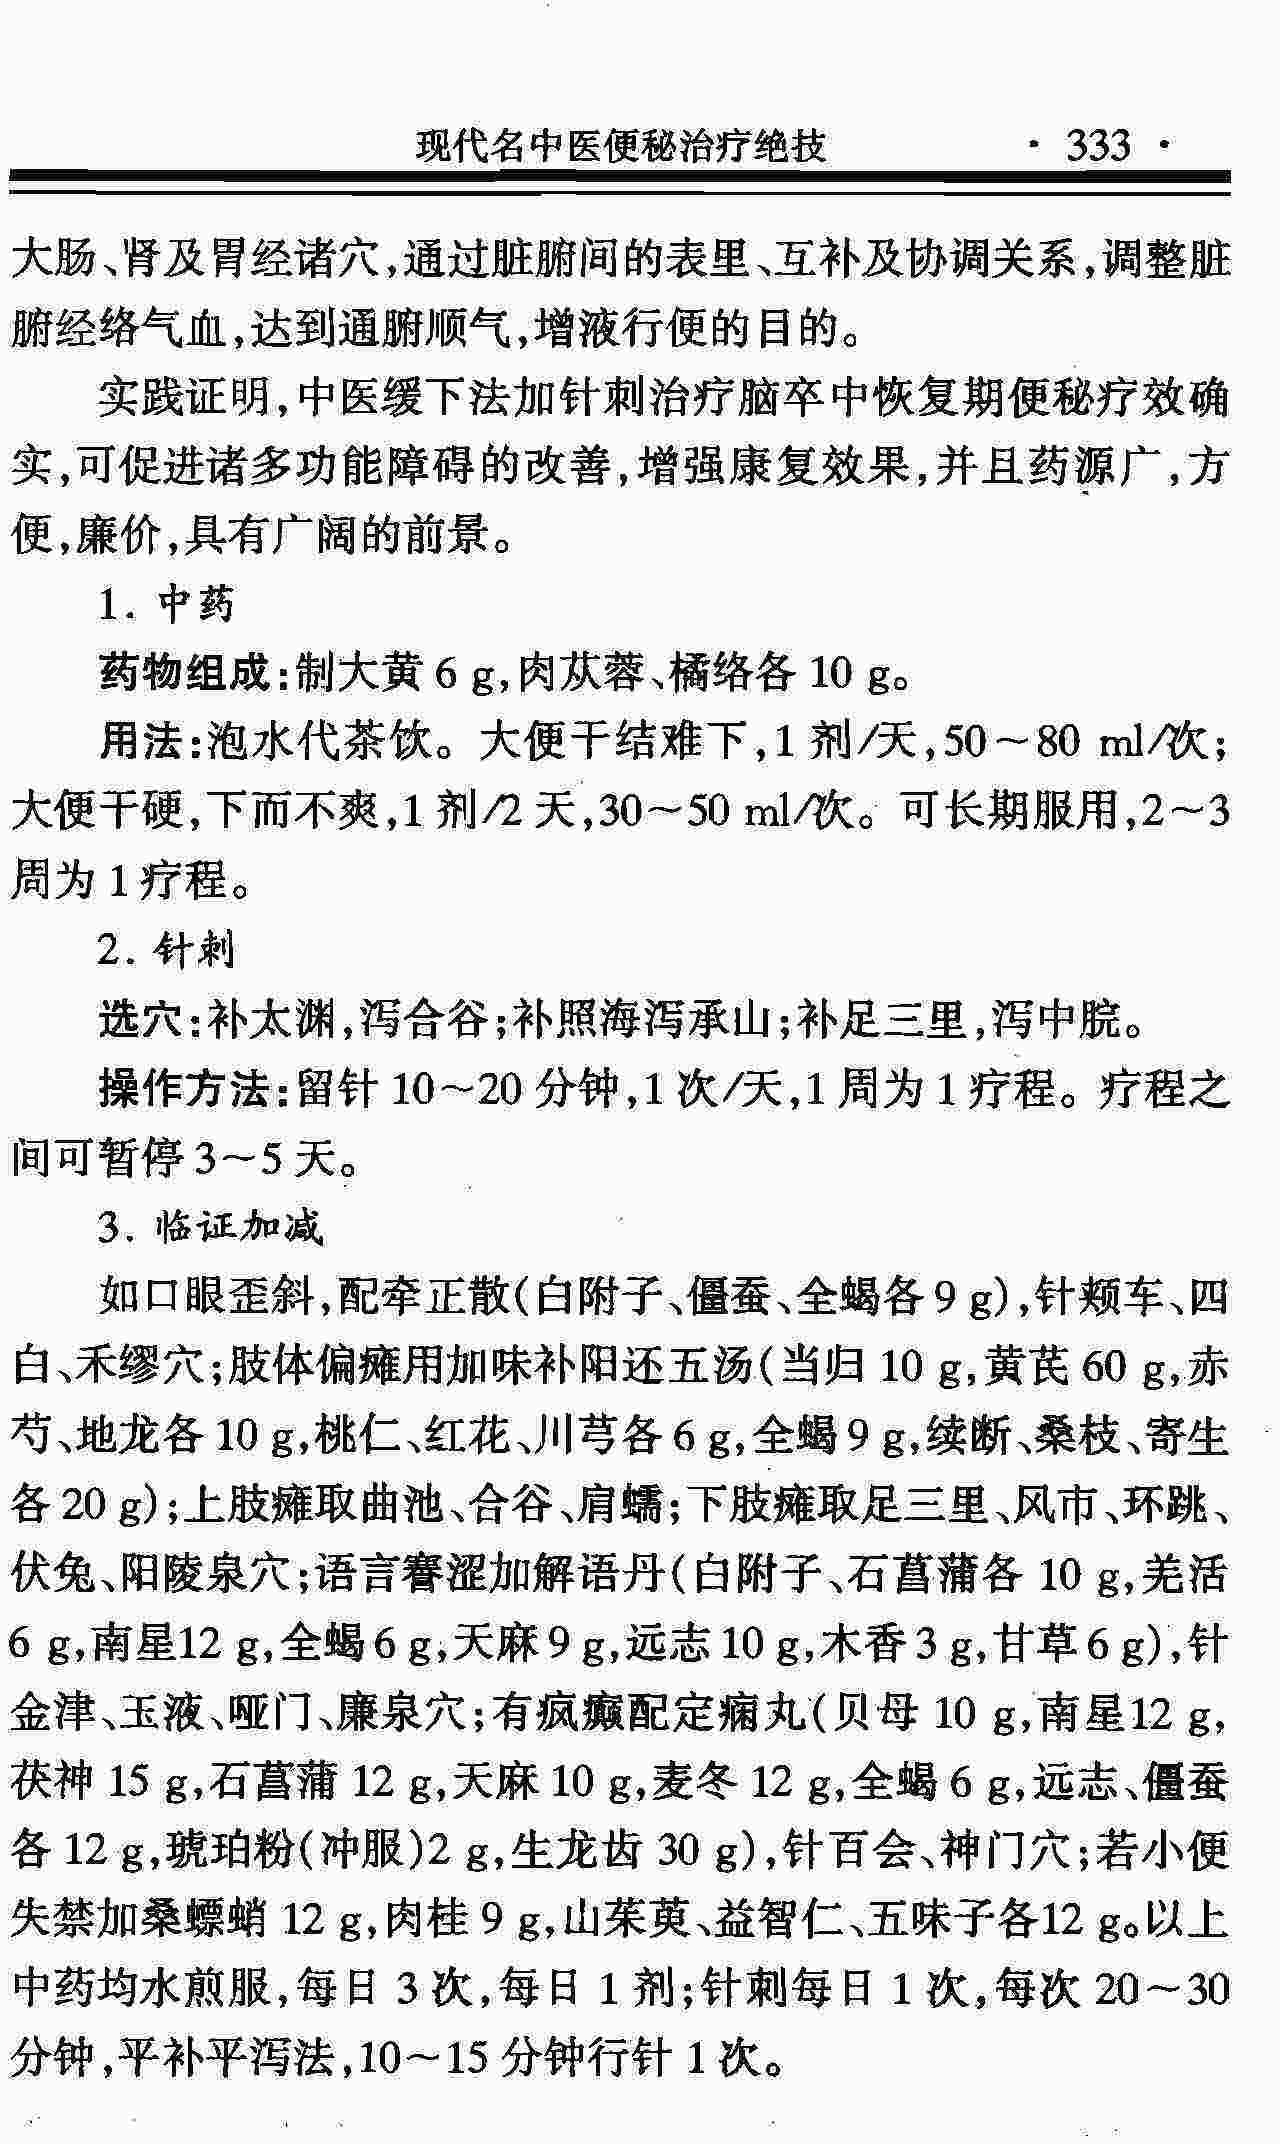 现代名中医便秘治疗绝技 · 333 ·
大肠、肾及胃经诸穴,通过脏腑间的表里、互补及协调关系,调整脏
腑经络气血,达到通腑顺气,增液行便的目的。
实践证明,中医缓下法加针刺治疗脑卒中恢复期便秘疗效确
实,可促进诸多功能障碍的改善,增强康复效果,并且药源广,方
便,廉价,具有广阔的前景。
1. 中药
药物组成:制大黄 6 g,肉苁蓉、橘络各 10 g。
用法:泡水代茶饮。大便干结难下,1 剂/天,50～80 ml/次;
大便干硬,下而不爽,1 剂/2 天,30～50 ml/次。可长期服用,2～3
周为 1 疗程。
2. 针刺
选穴:补太渊,泻合谷;补照海泻承山;补足三里,泻中脘。
操作方法:留针 10～20 分钟,1 次/天,1 周为 1 疗程。疗程之
间可暂停 3～5 天。
3. 临证加减
如口眼歪斜,配牵正散(白附子、僵蚕、全蝎各 9 g),针颊车、四
白、禾缪穴;肢体偏瘫用加味补阳还五汤(当归 10 g,黄芪 60 g,赤
芍、地龙各 10 g,桃仁、红花、川芎各 6 g,全蝎 9 g,续断、桑枝、寄生
各 20 g);上肢瘫取曲池、合谷、肩蠕;下肢瘫取足三里、风市、环跳、
伏兔、阳陵泉穴;语言謇涩加解语丹(白附子、石菖蒲各 10 g,羌活
6 g,南星12 g,全蝎 6 g,天麻 9 g,远志 10 g,木香 3 g,甘草 6 g),针
金津、玉液、哑门、廉泉穴;有疯癫配定痫丸(贝母 10 g,南星12 g,
茯神 15 g,石菖蒲 12 g,天麻 10 g,麦冬 12 g,全蝎 6 g,远志、僵蚕
各 12 g,琥珀粉(冲服)2 g,生龙齿 30 g),针百会、神门穴;若小便
失禁加桑螵蛸 12 g,肉桂 9 g,山茱萸、益智仁、五味子各12 g。以上
中药均水煎服,每日 3 次,每日 1 剂;针刺每日 1 次,每次 20～30
分钟,平补平泻法,10～15 分钟行针 1 次。